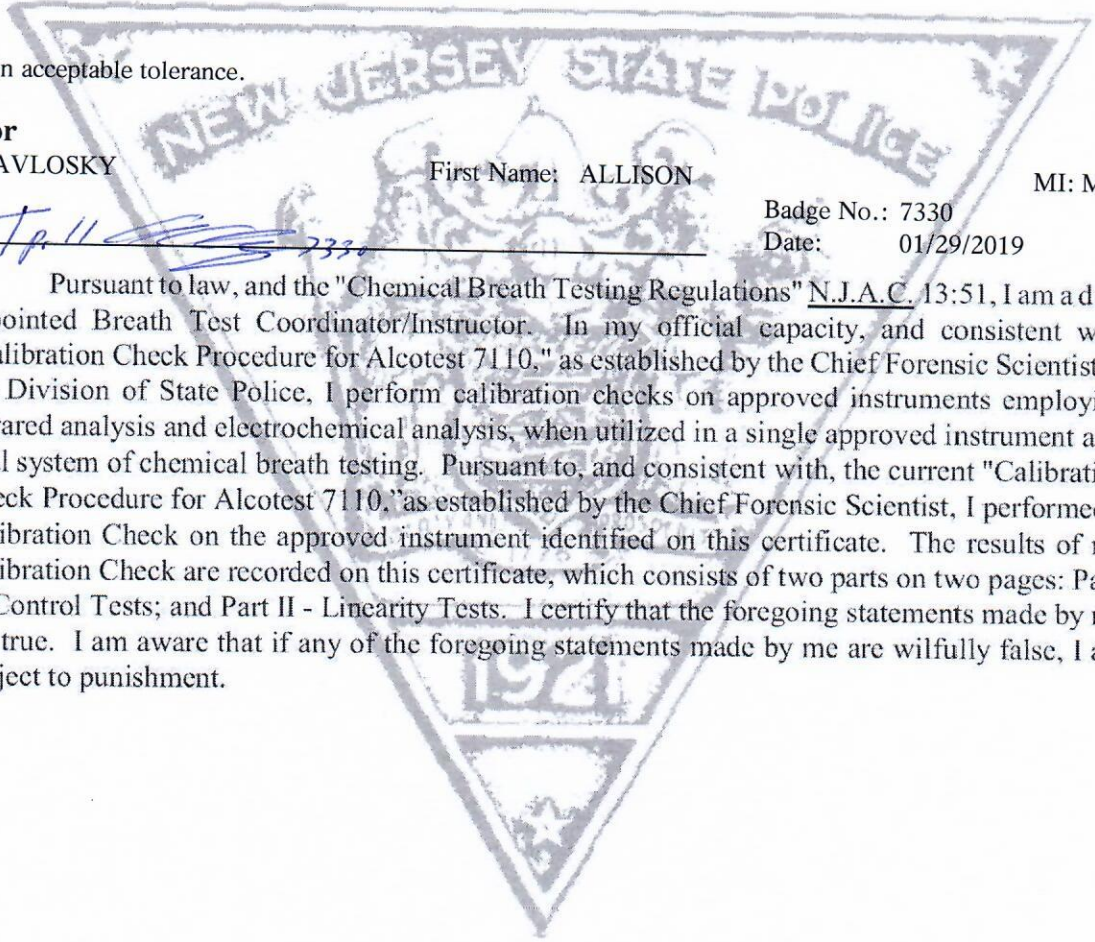 n acceptable tolerance.
NEW JERSEY STATE POLICE
or
AVLOSKY First Name: ALLISON MI: M
Badge No.: 7330
7330
Date: 01/29/2019
Pursuant to law, and the "Chemical Breath Testing Regulations" N.J.A.C. 13:51, I am a d
ointed Breath Test Coordinator/Instructor. In my official capacity, and consistent w
alibration Check Procedure for Alcotest 7110," as established by the Chief Forensic Scientist
Division of State Police, I perform calibration checks on approved instruments employi
rared analysis and electrochemical analysis, when utilized in a single approved instrument a
l system of chemical breath testing. Pursuant to, and consistent with, the current "Calibrati
eck Procedure for Alcotest 7110,"as established by the Chief Forensic Scientist, I performe
ibration Check on the approved instrument identified on this certificate. The results of
ibration Check are recorded on this certificate, which consists of two parts on two pages: Pa
Control Tests; and Part II - Linearity Tests. I certify that the foregoing statements made by
true. I am aware that if any of the foregoing statements made by me are wilfully false, I a
ject to punishment.
1921